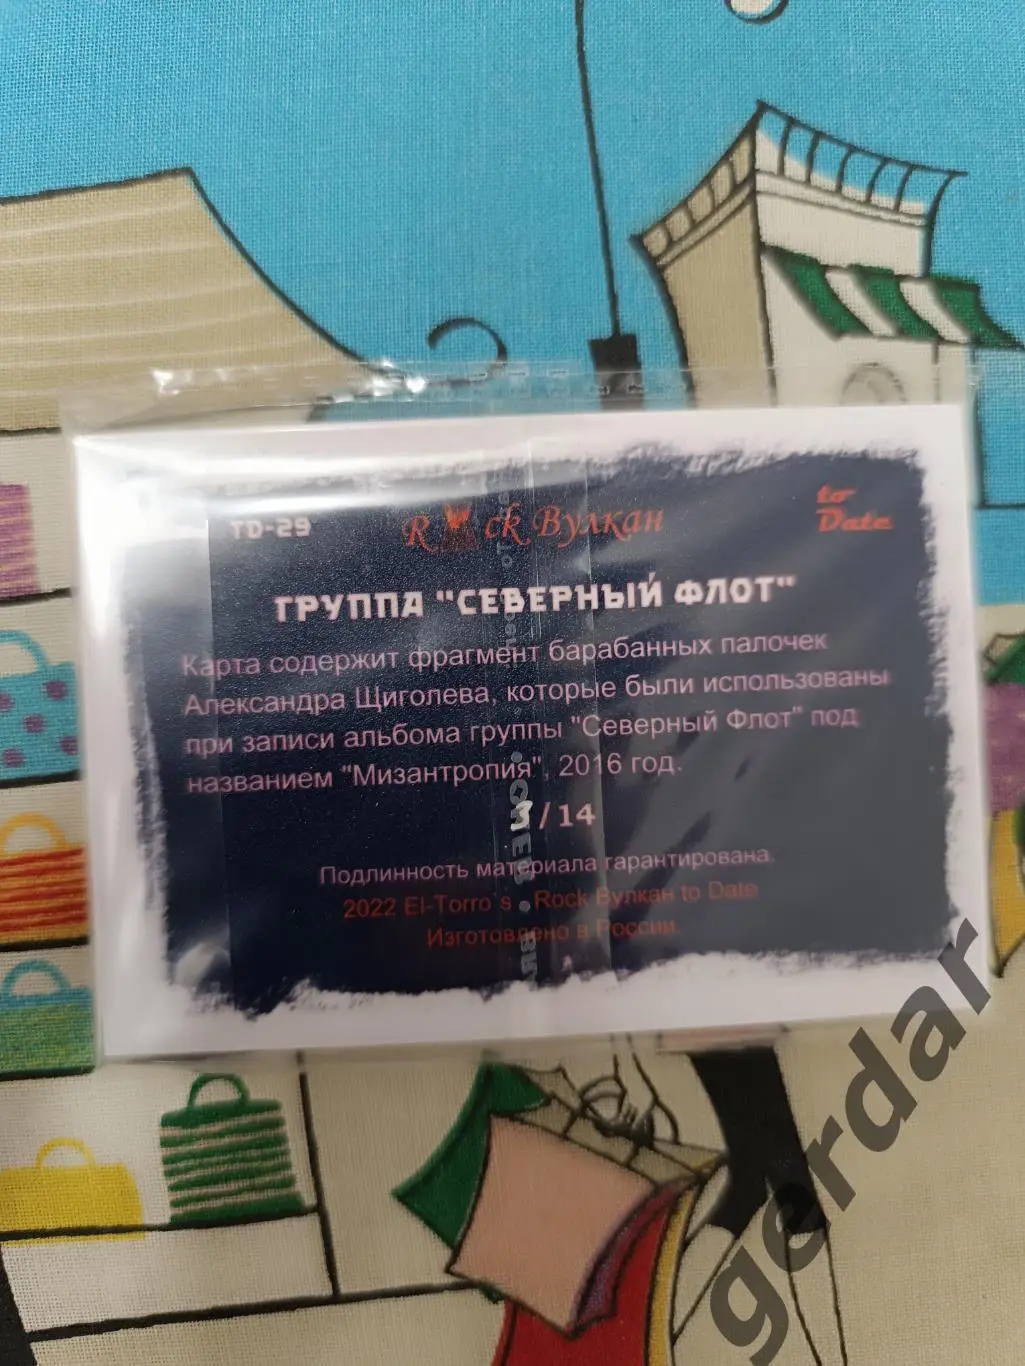 TD-29
Rock Вулкан
to
Date
ГРУППА "СЕВЕРНЫЙ ФЛОТ"
Карта содержит фрагмент барабанных палочек
Александра Щиголева, которые были использованы
при записи альбома группы "Северный Флот" под
названием "Мизантропия", 2016 год.
3/14
Подлинность материала гарантирована.
2022 El-Torro`s - Rock Вулкан to Date
Изготовлено в России.
gerdar